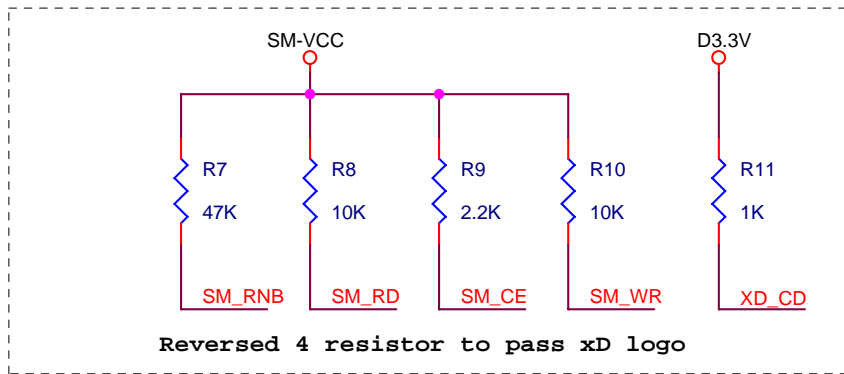 SM-VCC D3.3V
R7 R8 R9 R10 R11
47K 10K 2.2K 10K 1K
SM_RNB SM_RD SM_CE SM_WR XD_CD
Reversed 4 resistor to pass xD logo